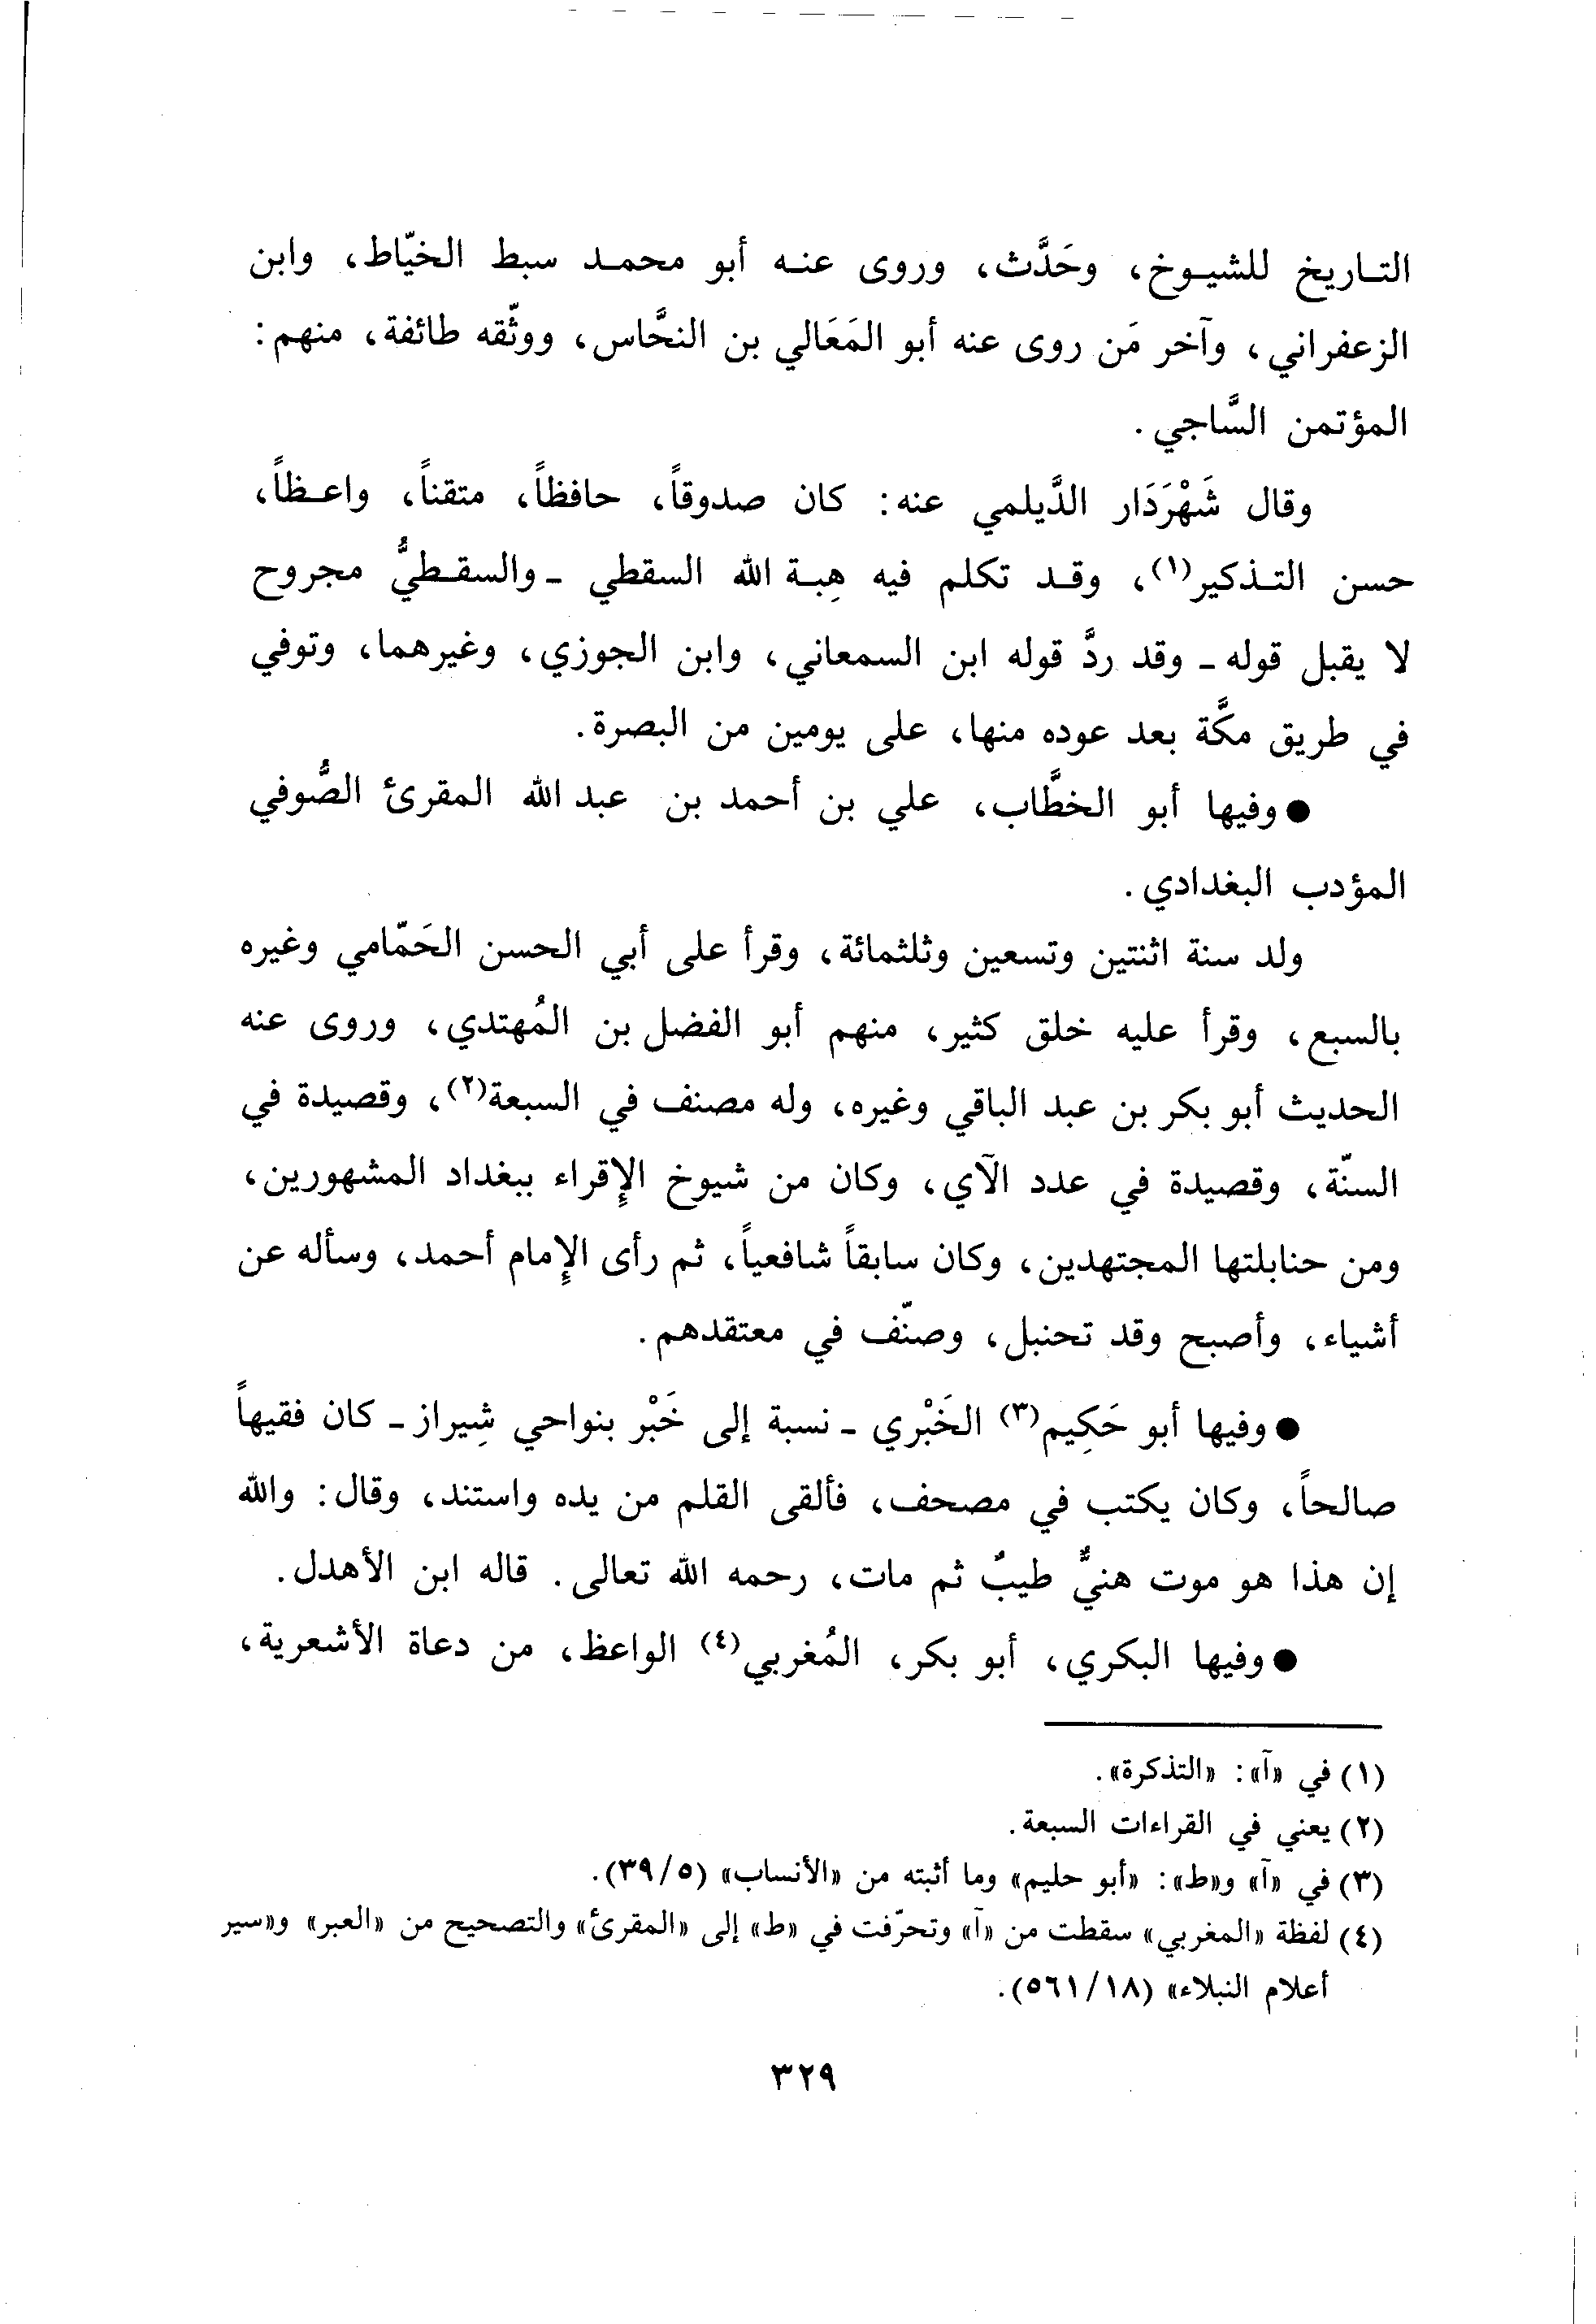 التاريخ للشيوخ، وحَدَّث، وروى عنه أبو محمد سبط الخيّاط، وابن
الزعفراني، وآخر مَن روى عنه أبو المَعَالي بن النحَّاس، ووثّقه طائفة، منهم:
المؤتمن السَّاجي.
وقال شَهْرَدَار الدَّيلمي عنه: كان صدوقاً، حافظاً، متقناً، واعظاً،
حسن التذكير(١)، وقد تكلم فيه هِبة الله السقطي ـ والسقطيُّ مجروح
لا يقبل قوله ـ وقد ردَّ قوله ابن السمعاني، وابن الجوزي، وغيرهما، وتوفي
في طريق مكَّة بعد عوده منها، على يومين من البصرة.
● وفيها أبو الخطَّاب، علي بن أحمد بن عبد الله المقرئ الصُّوفي
المؤدب البغدادي.
ولد سنة اثنتين وتسعين وثلثمائة، وقرأ على أبي الحسن الحَمّامي وغيره
بالسبع، وقرأ عليه خلق كثير، منهم أبو الفضل بن المُهتدي، وروى عنه
الحديث أبو بكر بن عبد الباقي وغيره، وله مصنف في السبعة(٢)، وقصيدة في
السنّة، وقصيدة في عدد الآي، وكان من شيوخ الإِقراء ببغداد المشهورين،
ومن حنابلتها المجتهدين، وكان سابقاً شافعياً، ثم رأى الإِمام أحمد، وسأله عن
أشياء، وأصبح وقد تحنبل، وصنّف في معتقدهم.
● وفيها أبو حَكِيم(٣) الخَبْري ـ نسبة إلى خَبْر بنواحي شِيراز ـ كان فقيهاً
صالحاً، وكان يكتب في مصحف، فألقى القلم من يده واستند، وقال: والله
إن هذا هو موت هنيٌّ طيبٌ ثم مات، رحمه الله تعالى. قاله ابن الأهدل.
● وفيها البكري، أبو بكر، المُغربي(٤) الواعظ، من دعاة الأشعرية،
(١) في «آ»: «التذكرة».
(٢) يعني في القراءات السبعة.
(٣) في «آ» و«ط»: «أبو حليم» وما أثبته من «الأنساب» (٣٩/٥).
(٤) لفظة «المغربي» سقطت من «آ» وتحرّفت في «ط» إلى «المقرئ» والتصحيح من «العبر» و«سير
أعلام النبلاء» (٥٦١/١٨).
٣٢٩